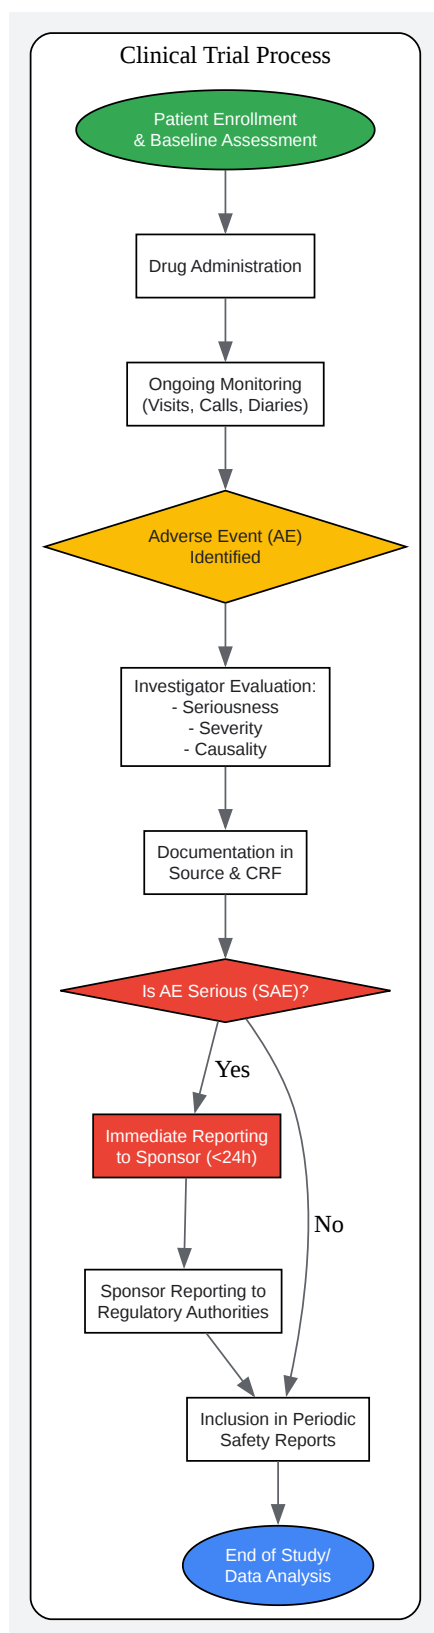 Clinical Trial Process
Patient Enrollment
& Baseline Assessment
Drug Administration
Ongoing Monitoring
(Visits, Calls, Diaries)
Adverse Event (AE)
Identified
Investigator Evaluation:
- Seriousness
- Severity
- Causality
Documentation in
Source & CRF
Is AE Serious (SAE)?
Yes
Immediate Reporting
to Sponsor (<24h)
No
Sponsor Reporting to
Regulatory Authorities
Inclusion in Periodic
Safety Reports
End of Study/
Data Analysis